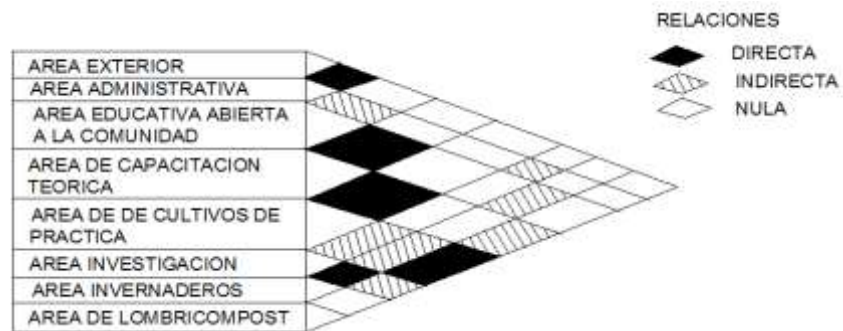 RELACIONES
DIRECTA
INDIRECTA
NULA
AREA EXTERIOR
AREA ADMINISTRATIVA
AREA EDUCATIVA ABIERTA
A LA COMUNIDAD
AREA DE CAPACITACION
TEORICA
AREA DE DE CULTIVOS DE
PRACTICA
AREA INVESTIGACION
AREA INVERNADEROS
AREA DE LOMBRICOMPOST